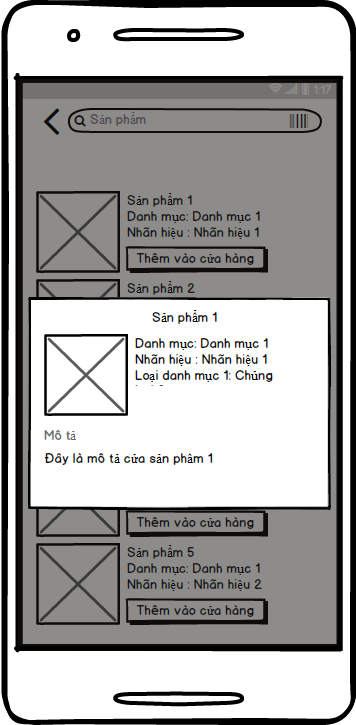 1:17
Sản phẩm
Sản phẩm 1
Danh mục: Danh mục 1
Nhãn hiệu : Nhãn hiệu 1
Thêm vào cửa hàng
Sản phẩm 2
Sản phẩm 1
Danh mục: Danh mục 1
Nhãn hiệu : Nhãn hiệu 1
Loại danh mục 1: Chủng
Mô tả
Đây là mô tả của sản phâm 1
Thêm vào cửa hàng
Sản phẩm 5
Danh mục: Danh mục 1
Nhãn hiệu : Nhãn hiệu 2
Thêm vào cửa hàng